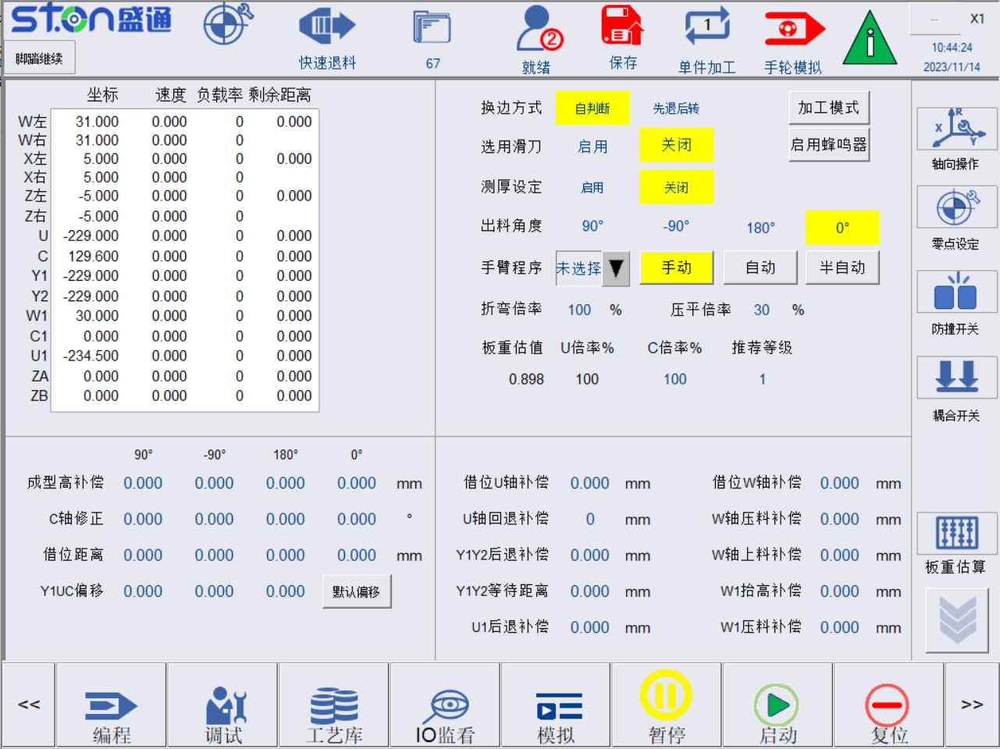 STON盛通
脚踏继续
快速退料
67
2
就绪
保存
1
单件加工
手轮模拟
i
--
X1
10:44:24
2023/11/14
坐标 速度 负载率 剩余距离
W左 31.000 0.000 0 0.000
W右 31.000 0.000 0
X左 5.000 0.000 0 0.000
X右 5.000 0.000 0
Z左 -5.000 0.000 0 0.000
Z右 -5.000 0.000 0
U -229.000 0.000 0 0.000
C 129.600 0.000 0 0.000
Y1 -229.000 0.000 0 0.000
Y2 -229.000 0.000 0 0.000
W1 30.000 0.000 0 0.000
C1 0.000 0.000 0 0.000
U1 -234.500 0.000 0 0.000
ZA 0.000 0.000 0 0.000
ZB 0.000 0.000 0 0.000
换边方式 自判断 先退后转 加工模式
选用滑刀 启用 关闭 启用蜂鸣器
测厚设定 启用 关闭
出料角度 90° -90° 180° 0°
手臂程序 未选择 手动 自动 半自动
折弯倍率 100 % 压平倍率 30 %
板重估值 U倍率% C倍率% 推荐等级
0.898 100 100 1
X R Y
轴向操作
零点设定
防撞开关
耦合开关
板重估算
90° -90° 180° 0°
成型高补偿 0.000 0.000 0.000 0.000 mm
C轴修正 0.000 0.000 0.000 0.000 °
借位距离 0.000 0.000 0.000 0.000 mm
Y1UC偏移 0.000 0.000 0.000 默认偏移
借位U轴补偿 0.000 mm 借位W轴补偿 0.000 mm
U轴回退补偿 0 mm W轴压料补偿 0.000 mm
Y1Y2后退补偿 0.000 mm W轴上料补偿 0.000 mm
Y1Y2等待距离 0.000 mm W1抬高补偿 0.000 mm
U1后退补偿 0.000 mm W1压料补偿 0.000 mm
<< 编程 调试 工艺库 IO监看 模拟 暂停 启动 复位 >>